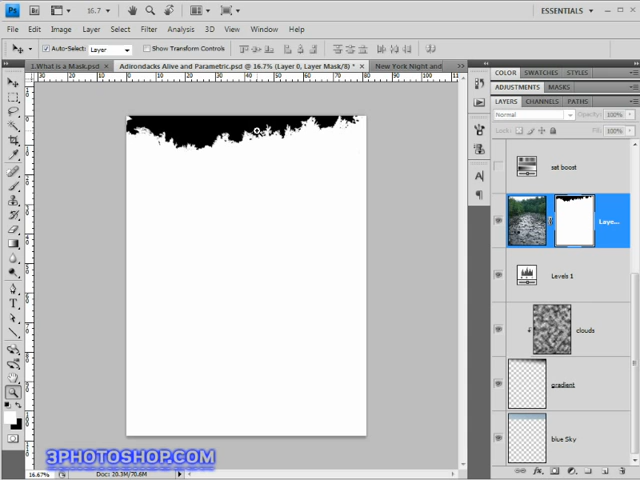 Ps Br 16.7 ESSENTIALS
File Edit Image Layer Select Filter Analysis 3D View Window Help
Auto-Select: Layer Show Transform Controls
1.What is a Mask.psd Adirondacks Alive and Parametric.psd @ 16.7% (Layer 0, Layer Mask/8) * New York Night and
COLOR SWATCHES STYLES
ADJUSTMENTS MASKS
LAYERS CHANNELS PATHS
Normal Opacity: 100%
Lock: Fill: 100%
sat boost
Laye...
Levels 1
clouds
gradient
blue Sky
3PHOTOSHOP.COM
16.67% Doc: 20.3M/70.6M